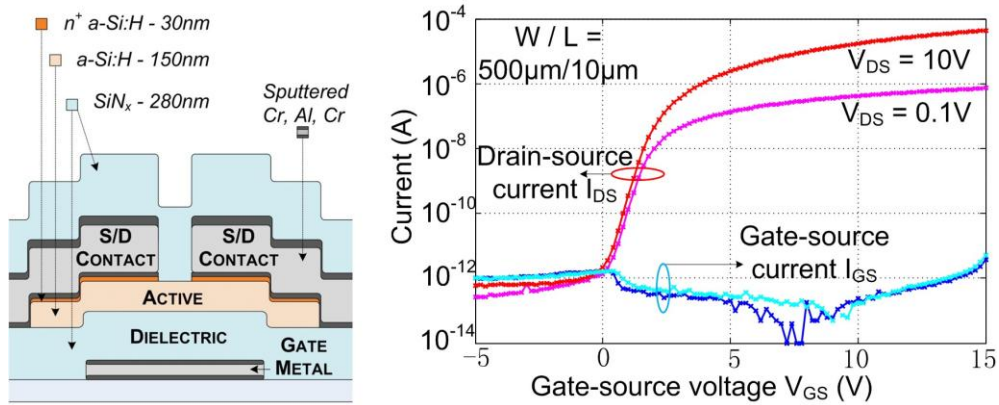 n+ a-Si:H - 30nm
a-Si:H - 150nm
SiNx - 280nm
Sputtered
Cr, Al, Cr
S/D
CONTACT
S/D
CONTACT
ACTIVE
DIELECTRIC
GATE
METAL
10-4
10-6
10-8
10-10
10-12
10-14
Current (A)
W / L =
500µm/10µm
VDS = 10V
VDS = 0.1V
Drain-source
current IDS
Gate-source
current IGS
-5
0
5
10
15
Gate-source voltage VGS (V)